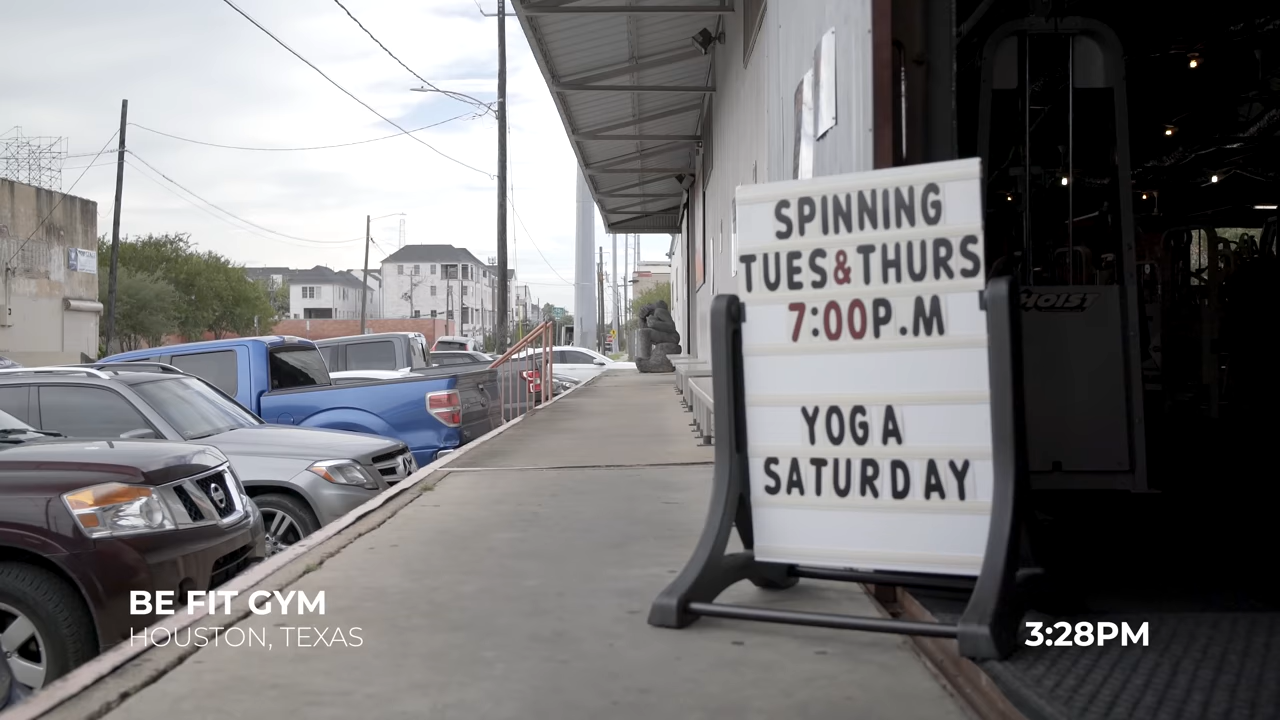 SPINNING
TUES&THURS
7:00P.M
YOGA
SATURDAY
HOIST
BE FIT GYM
HOUSTON, TEXAS
3:28PM